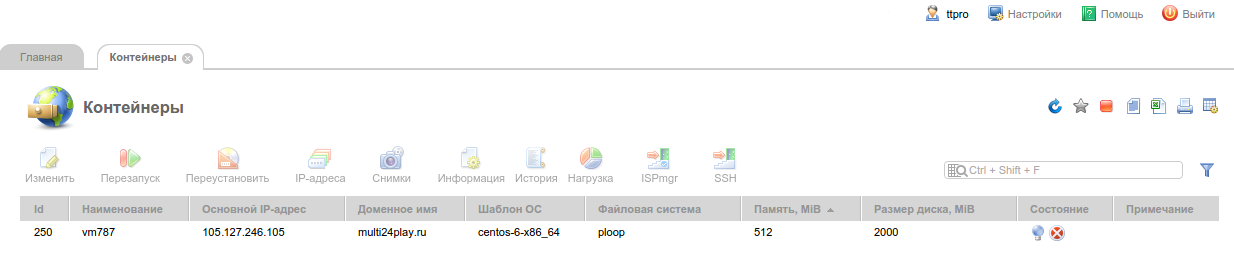 ttpro Настройки Помощь Выйти
Главная Контейнеры
Контейнеры
Изменить Перезапуск Переустановить IP-адреса Снимки Информация История Нагрузка ISPmgr SSH Ctrl + Shift + F
Id Наименование Основной IP-адрес Доменное имя Шаблон ОС Файловая система Память, MiB Размер диска, MiB Состояние Примечание
250 vm787 105.127.246.105 multi24play.ru centos-6-x86_64 ploop 512 2000